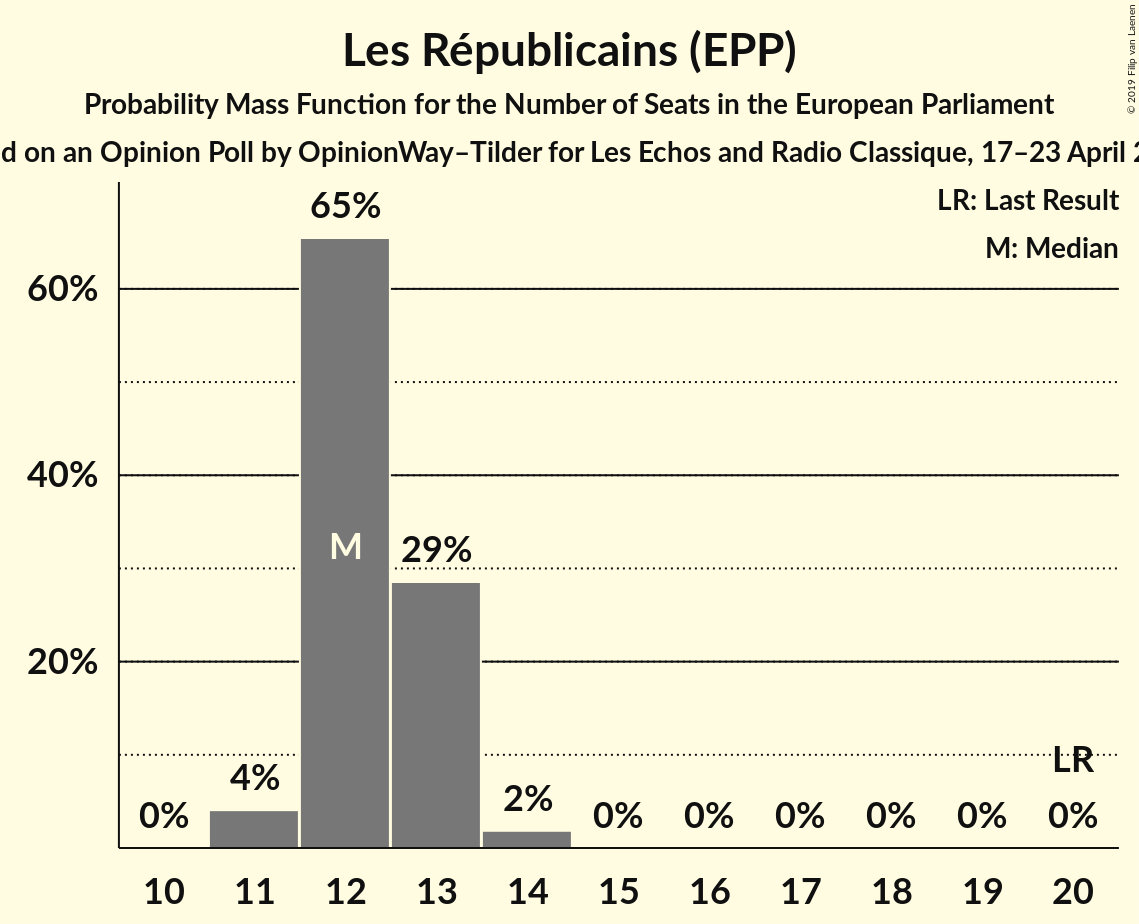 Les Républicains (EPP)
Probability Mass Function for the Number of Seats in the European Parliament
d on an Opinion Poll by OpinionWay–Tilder for Les Echos and Radio Classique, 17–23 April 2
© 2019 Filip van Laenen
LR: Last Result
M: Median
65%
60%
40%
M
29%
20%
LR
4%
2%
0%
0% 0% 0% 0% 0% 0%
10 11 12 13 14 15 16 17 18 19 20